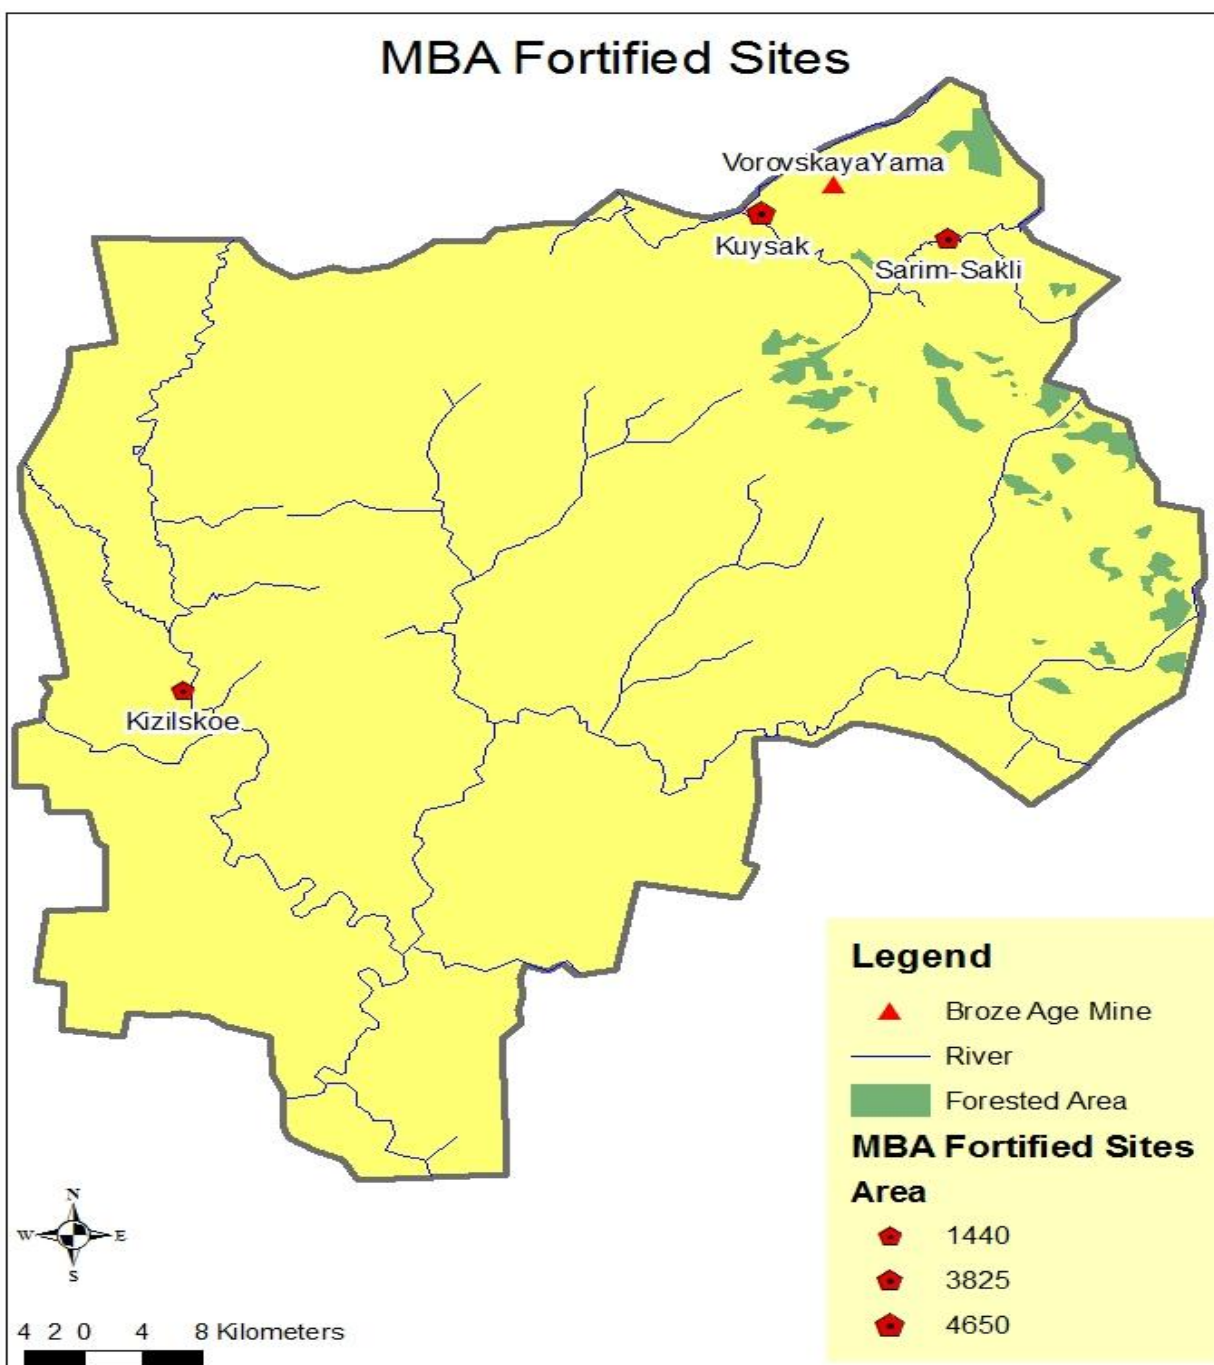 MBA Fortified Sites
VorovskayaYama
Kuysak
Sarim-Sakli
Kizilskoe
Legend
Broze Age Mine
River
Forested Area
MBA Fortified Sites
Area
1440
3825
4650
N
W E
S
4 2 0 4 8 Kilometers